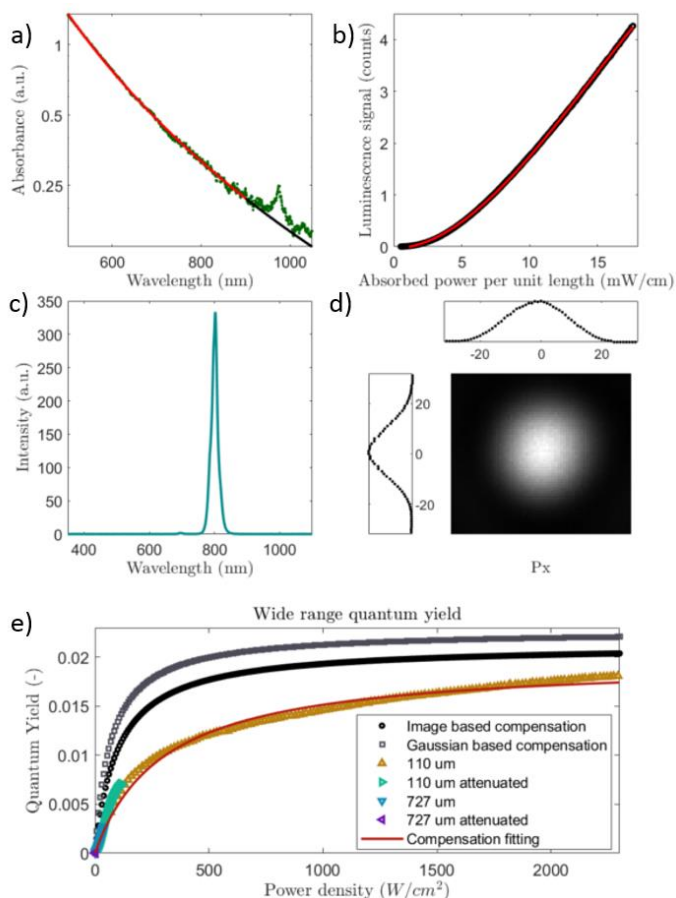 a)
1
0.5
0.25
Absorbance (a.u.)
600 800 1000
Wavelength (nm)
b)
4
3
2
1
0
Luminescence signal (counts)
0 5 10 15
Absorbed power per unit length (mW/cm)
c)
350
300
250
200
150
100
50
0
Intensity (a.u.)
400 600 800 1000
Wavelength (nm)
d)
-20 0 20
20
0
-20
Px
e)
Wide range quantum yield
0.02
0.015
0.01
0.005
0
Quantum Yield (-)
Image based compensation
Gaussian based compensation
110 um
110 um attenuated
727 um
727 um attenuated
Compensation fitting
0 500 1000 1500 2000
Power density (W/cm²)